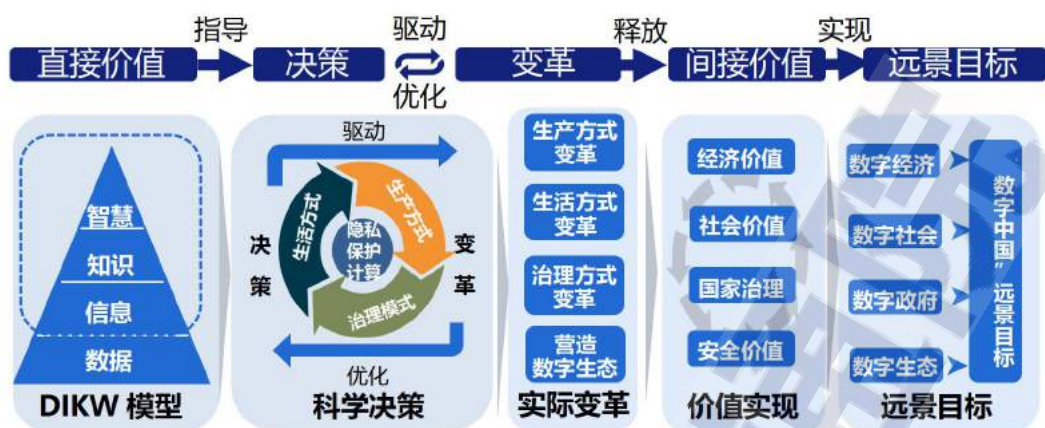 指导
驱动
释放
实现
直接价值
决策
变革
间接价值
远景目标
优化
智慧
知识
信息
数据
DIKW 模型
驱动
生活方式
生产方式
治理模式
隐私
保护
计算
决策
变革
优化
科学决策
生产方式
变革
生活方式
变革
治理方式
变革
营造
数字生态
实际变革
经济价值
社会价值
国家治理
安全价值
价值实现
数字经济
数字社会
数字政府
数字生态
数字中国”远景目标
远景目标